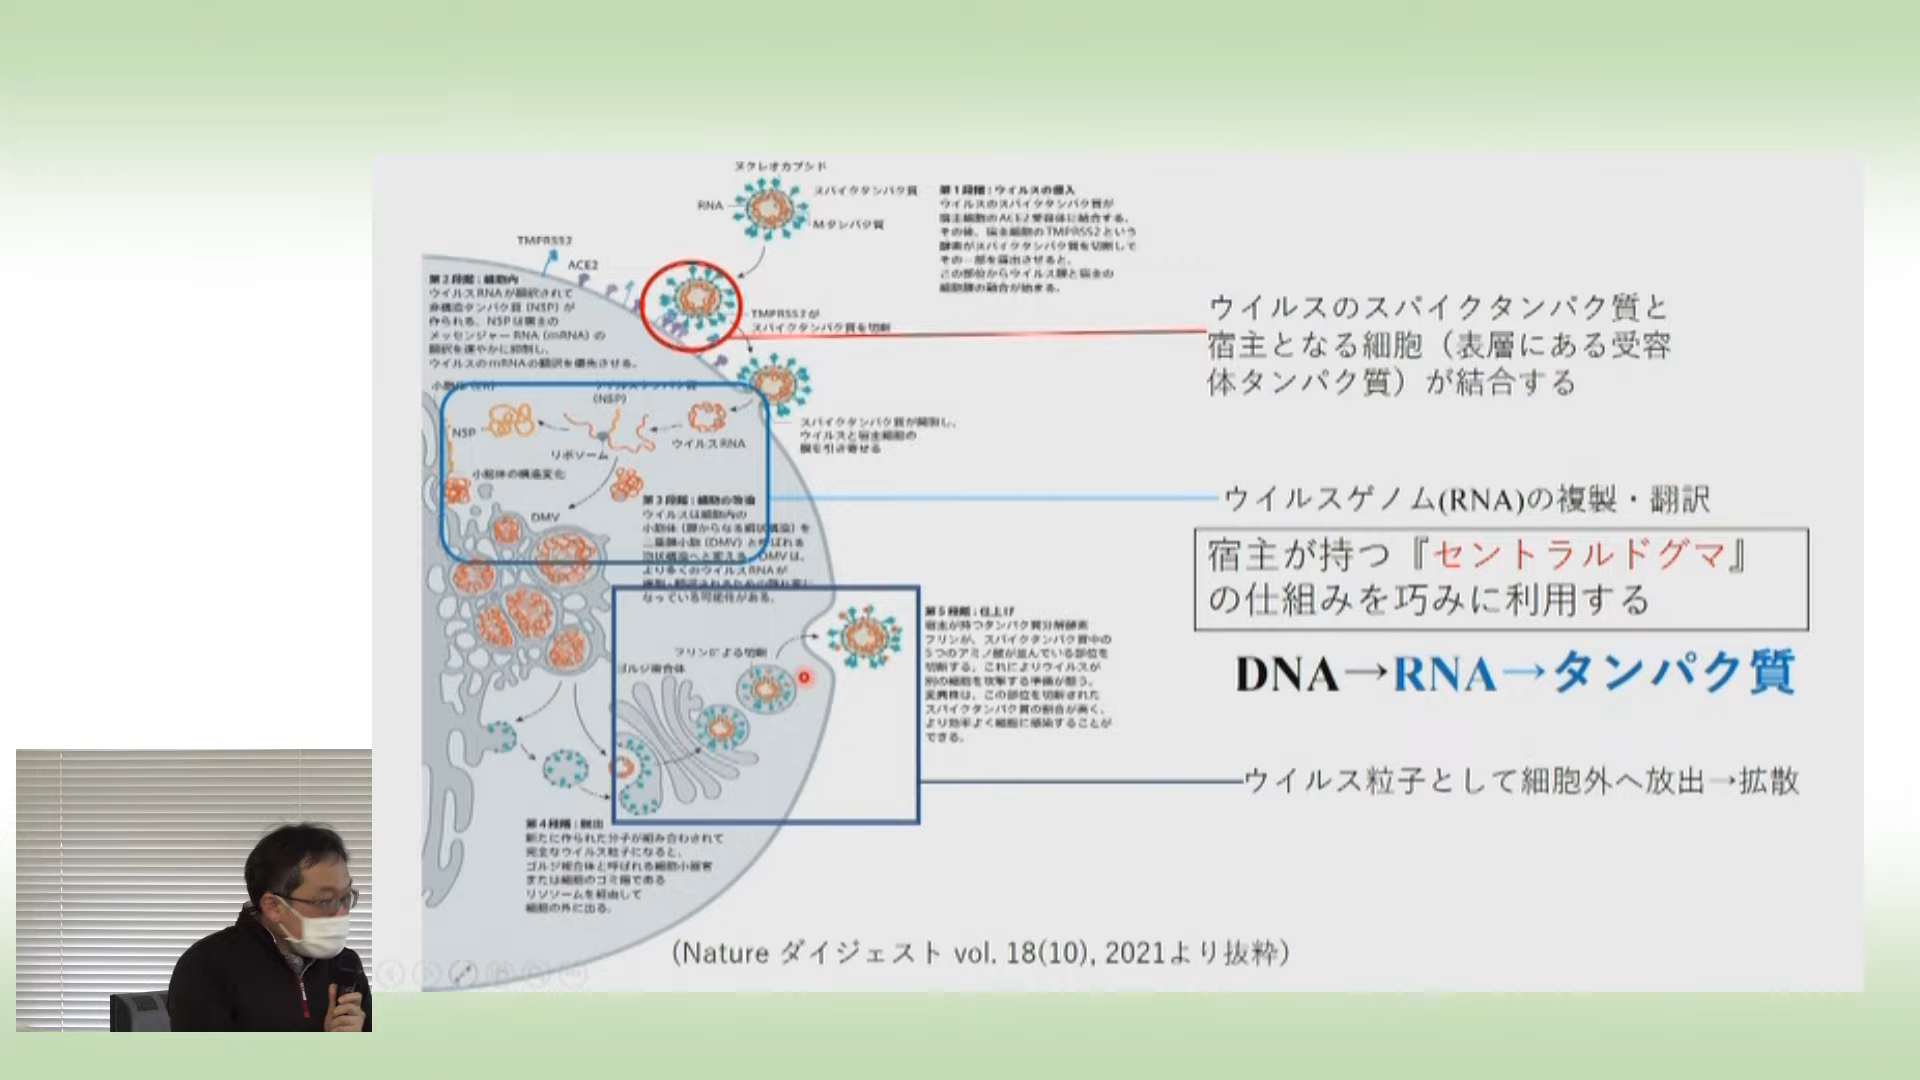 ヌクレオカプシド
スパイクタンパク質
RNA
Mタンパク質
第1段階:ウイルスの侵入
ウイルスのスパイクタンパク質が
宿主細胞のACE2受容体に結合する。
その後、宿主細胞のTMPRSS2という
酵素がスパイクタンパク質を切断して
その一部を露出させると、
この部位からウイルス膜と宿主の
細胞膜の融合が始まる。
TMPRSS2
ACE2
TMPRSS2が
スパイクタンパク質を切断
第2段階:細胞内
ウイルスRNAが翻訳されて
非構造タンパク質(NSP)が
作られる。NSPは宿主の
メッセンジャーRNA(mRNA)の
翻訳を速やかに抑制し、
ウイルスのmRNAの翻訳を優先させる。
(NSP)
NSP
リボソーム
ウイルスRNA
スパイクタンパク質が開裂し、
ウイルスと宿主細胞の
膜を引き寄せる
小胞体の構造変化
DMV
第3段階:細胞の改造
ウイルスは細胞内の
小胞体(膜からなる網状構造)を
二重膜小胞(DMV)と呼ばれる
泡状構造へと変える。DMVは、
より多くのウイルスRNAが
なっている可能性がある。
フリンによる切断
ゴルジ複合体
第5段階:仕上げ
宿主が持つタンパク質分解酵素
フリンが、スパイクタンパク質中の
5つのアミノ酸が並んでいる部位を
切断する。これによりウイルスが
別の細胞を攻撃する準備が整う。
変異株は、この部位を切断された
スパイクタンパク質の割合が高く、
より効率よく細胞に感染することが
できる。
第4段階:脱出
新たに作られた分子が組み合わされて
完全なウイルス粒子になると、
ゴルジ複合体と呼ばれる細胞小器官
または細胞のゴミ箱である
リソソームを経由して
細胞の外に出る。
ウイルスのスパイクタンパク質と
宿主となる細胞（表層にある受容
体タンパク質）が結合する
ウイルスゲノム(RNA)の複製・翻訳
宿主が持つ『セントラルドグマ』
の仕組みを巧みに利用する
DNA→RNA→タンパク質
ウイルス粒子として細胞外へ放出→拡散
(Nature ダイジェスト vol. 18(10), 2021より抜粋)